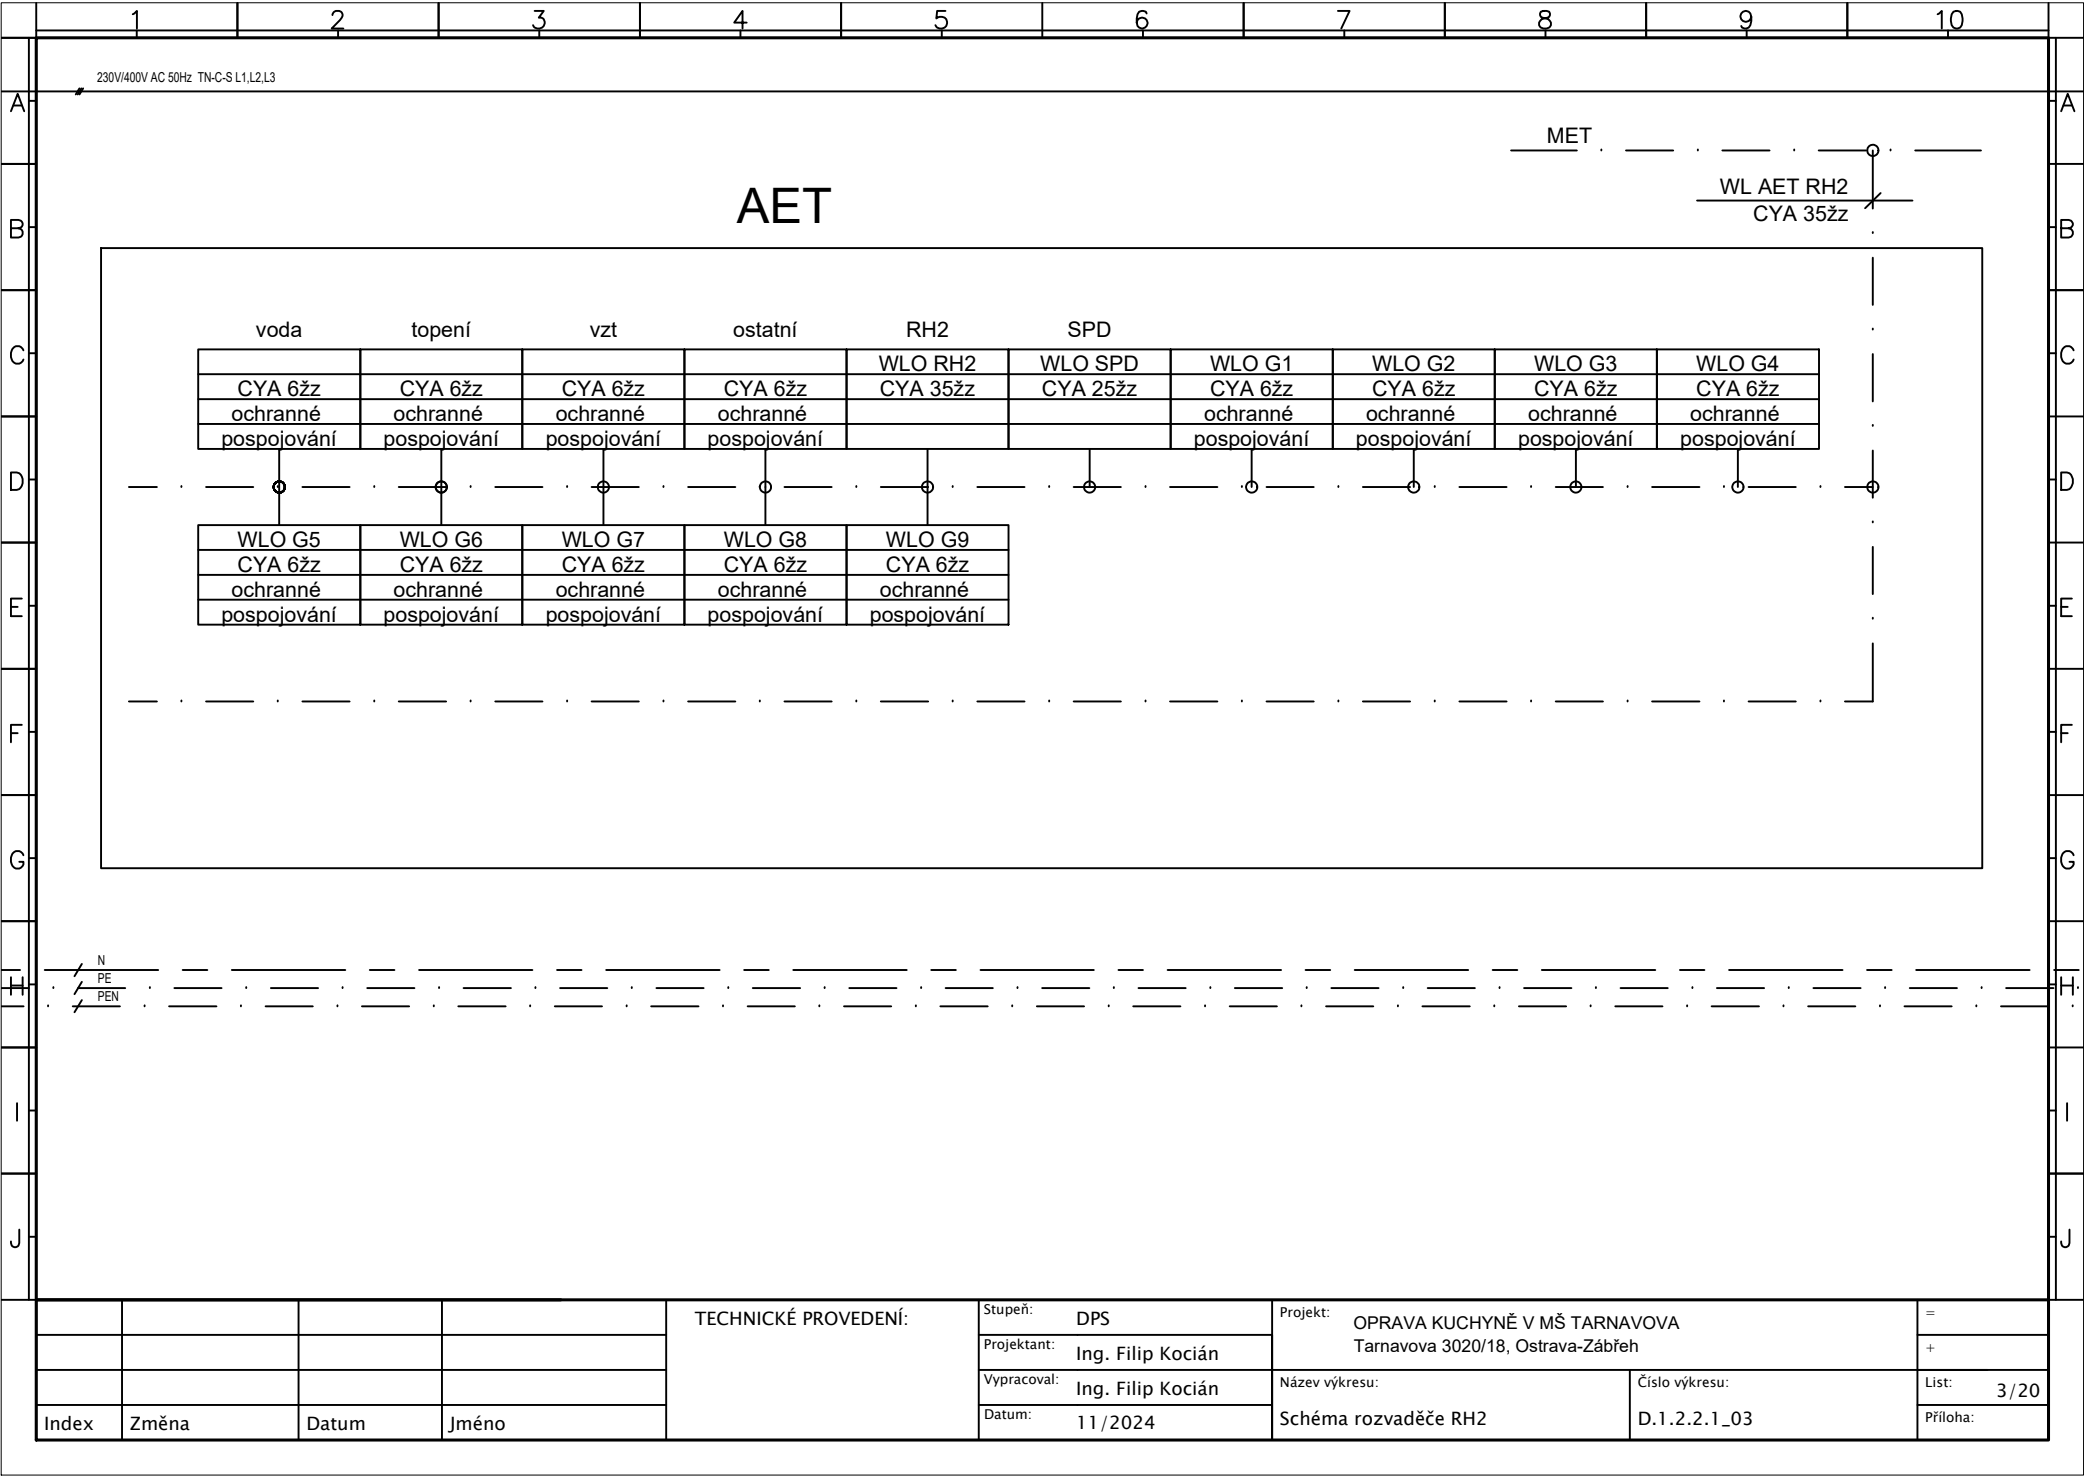 1 2 3 4 5 6 7 8 9 10
230V/400V AC 50Hz TN-C-S L1,L2,L3
A A
MET
WL AET RH2
CYA 35žz
AET
B B
voda topení vzt ostatní RH2 SPD
C C
WLO RH2 WLO SPD WLO G1 WLO G2 WLO G3 WLO G4
CYA 6žz CYA 6žz CYA 6žz CYA 6žz CYA 35žz CYA 25žz CYA 6žz CYA 6žz CYA 6žz CYA 6žz
ochranné ochranné ochranné ochranné ochranné ochranné ochranné ochranné
pospojování pospojování pospojování pospojování pospojování pospojování pospojování pospojování
D D
WLO G5 WLO G6 WLO G7 WLO G8 WLO G9
CYA 6žz CYA 6žz CYA 6žz CYA 6žz CYA 6žz
ochranné ochranné ochranné ochranné ochranné
E E
pospojování pospojování pospojování pospojování pospojování
F F
G G
N
PE
H H
PEN
I I
J J
TECHNICKÉ PROVEDENÍ:
Stupeň: DPS
Projektant: Ing. Filip Kocián
Vypracoval: Ing. Filip Kocián
Datum: 11/2024
Projekt: OPRAVA KUCHYNĚ V MŠ TARNAVOVA
Tarnavova 3020/18, Ostrava-Zábřeh
Název výkresu:
Schéma rozvaděče RH2
Číslo výkresu:
D.1.2.2.1_03
=
+
List: 3/20
Příloha:
Index Změna Datum Jméno